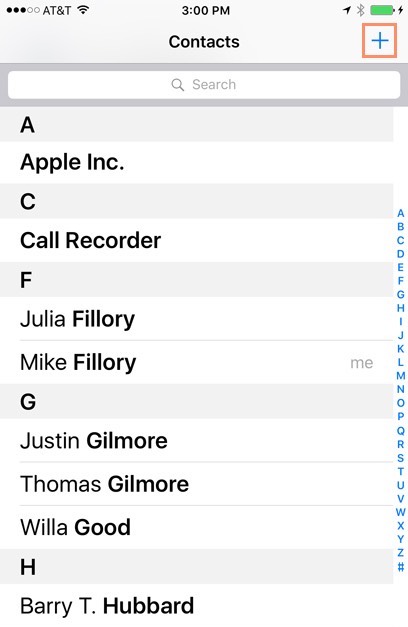 AT&T 3:00 PM
Contacts +
Search
A
Apple Inc.
C
Call Recorder
F
Julia Fillory
Mike Fillory me
G
Justin Gilmore
Thomas Gilmore
Willa Good
H
Barry T. Hubbard
A
B
C
D
E
F
G
H
I
J
K
L
M
N
O
P
Q
R
S
T
U
V
W
X
Y
Z
#